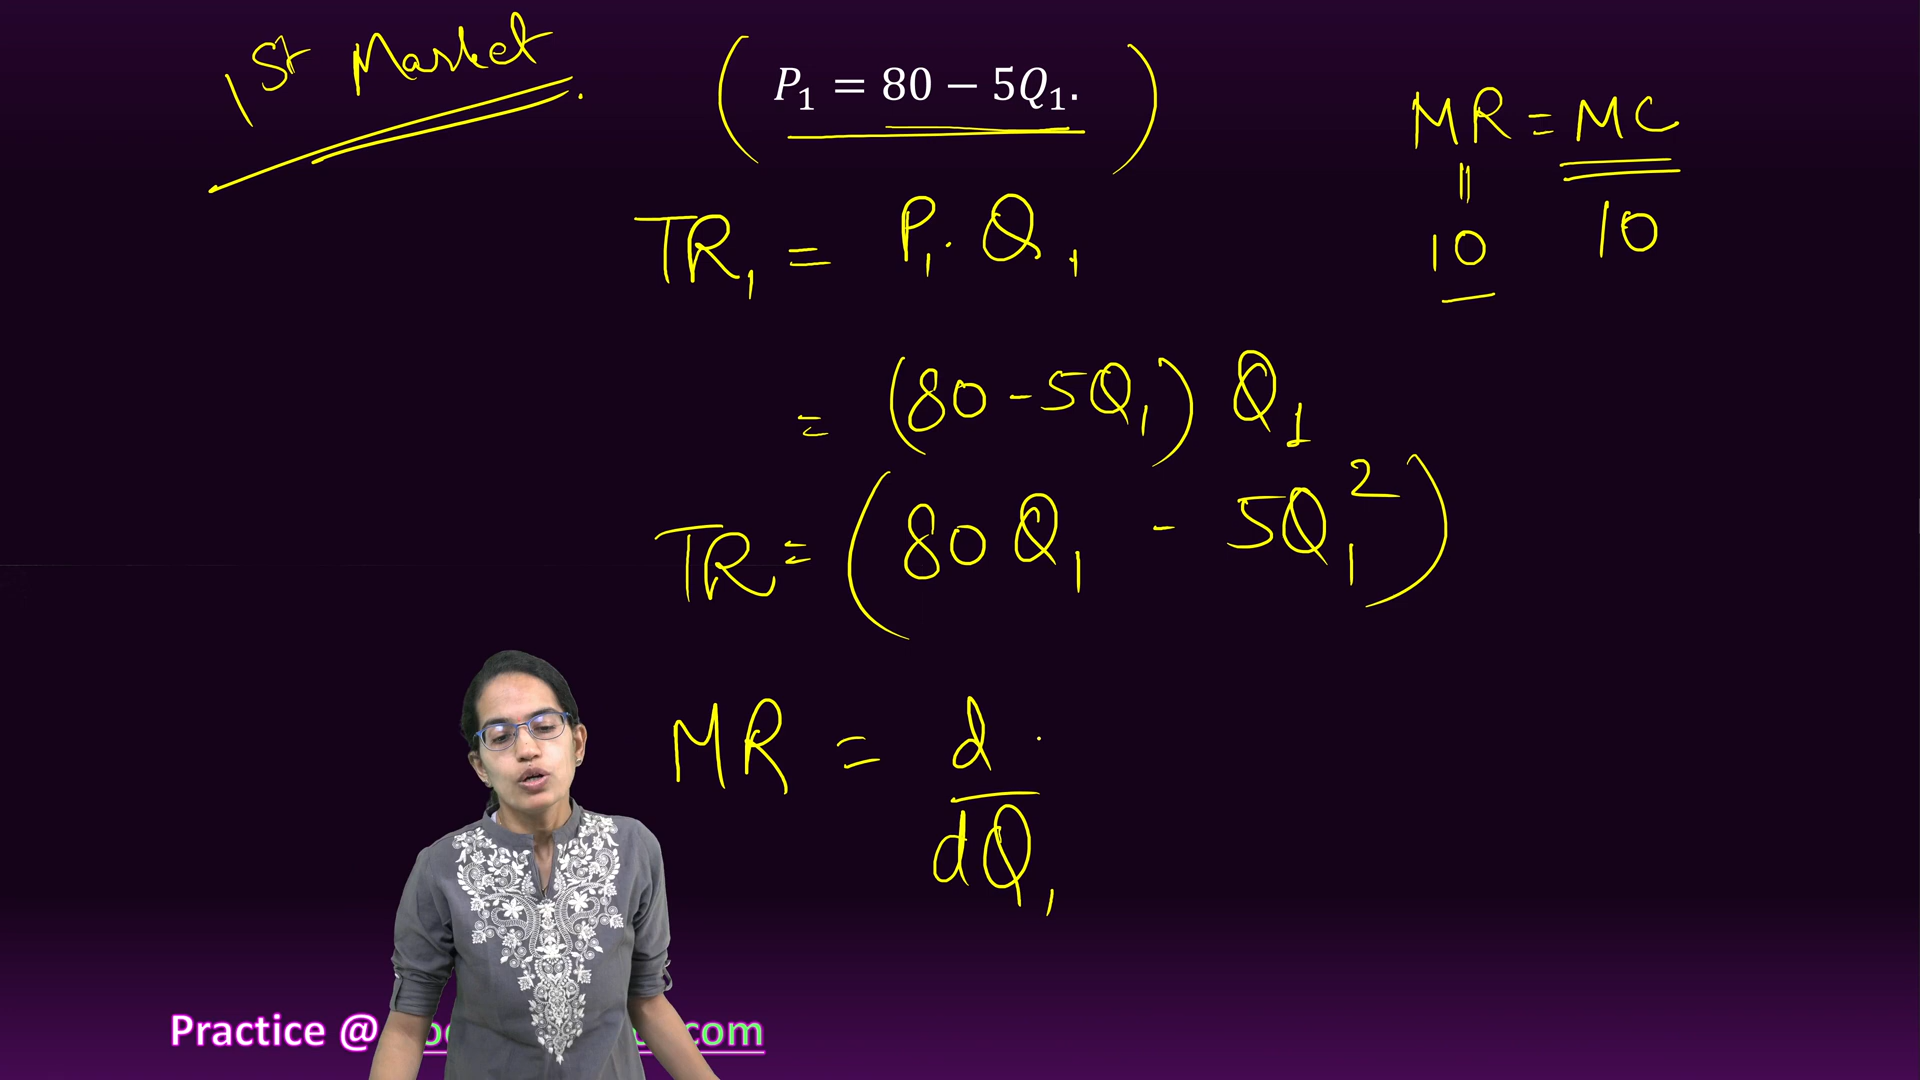 1st Market.
(P₁ = 80 − 5Q₁.)
MR = MC
|| 10
10
TR₁ = P₁ . Q₁
= (80 - 5Q₁) Q₁
TR = (80Q₁ - 5Q₁²)
MR = d
dQ₁
Practice @ .com